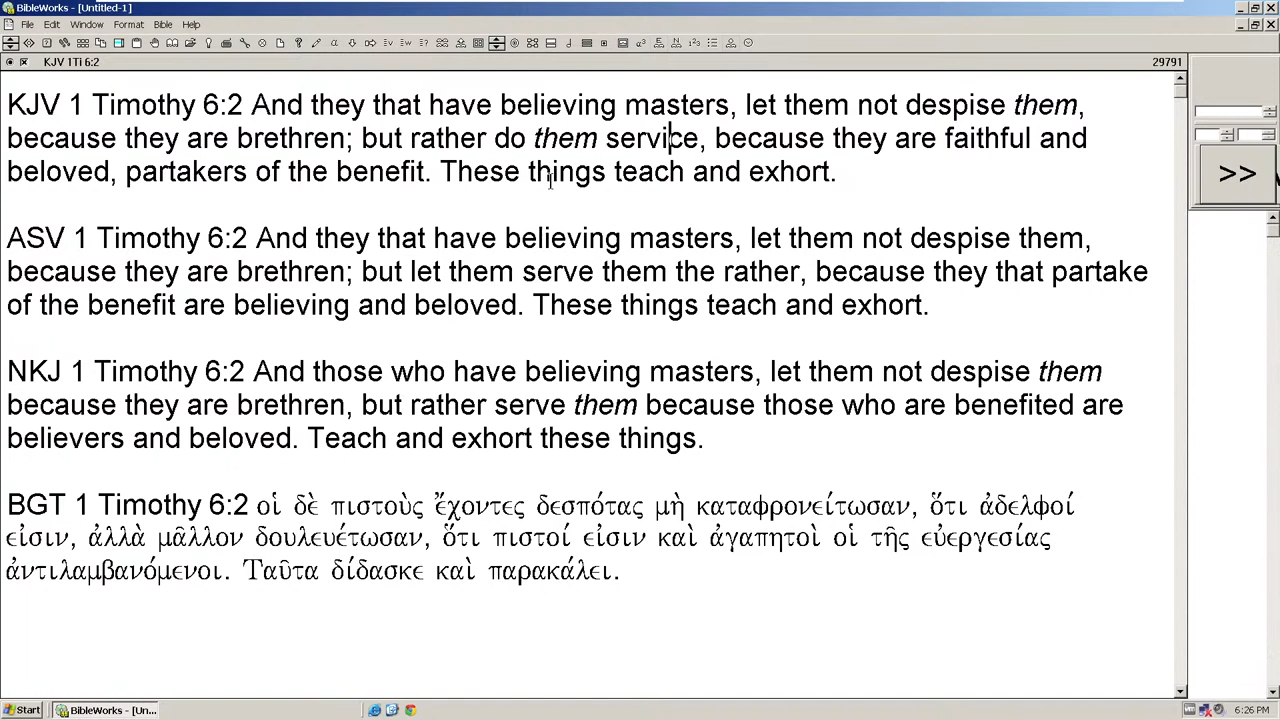 BibleWorks - [Untitled-1]
File Edit Window Format Bible Help
KJV 1Ti 6:2 29791
KJV 1 Timothy 6:2 And they that have believing masters, let them not despise them,
because they are brethren; but rather do them service, because they are faithful and
beloved, partakers of the benefit. These things teach and exhort.
>>
ASV 1 Timothy 6:2 And they that have believing masters, let them not despise them,
because they are brethren; but let them serve them the rather, because they that partake
of the benefit are believing and beloved. These things teach and exhort.
NKJ 1 Timothy 6:2 And those who have believing masters, let them not despise them
because they are brethren, but rather serve them because those who are benefited are
believers and beloved. Teach and exhort these things.
BGT 1 Timothy 6:2 οἱ δὲ πιστοὺς ἔχοντες δεσπότας μὴ καταφρονείτωσαν, ὅτι ἀδελφοί
εἰσιν, ἀλλὰ μᾶλλον δουλευέτωσαν, ὅτι πιστοί εἰσιν καὶ ἀγαπητοὶ οἱ τῆς εὐεργεσίας
ἀντιλαμβανόμενοι. Ταῦτα δίδασκε καὶ παρακάλει.
Start BibleWorks - [Un... 6:26 PM